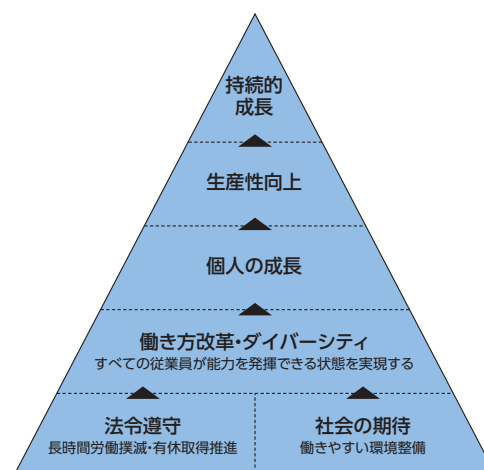 持続的
成長
生産性向上
個人の成長
働き方改革・ダイバーシティ
すべての従業員が能力を発揮できる状態を実現する
法令遵守
長時間労働撲滅・有休取得推進
社会の期待
働きやすい環境整備